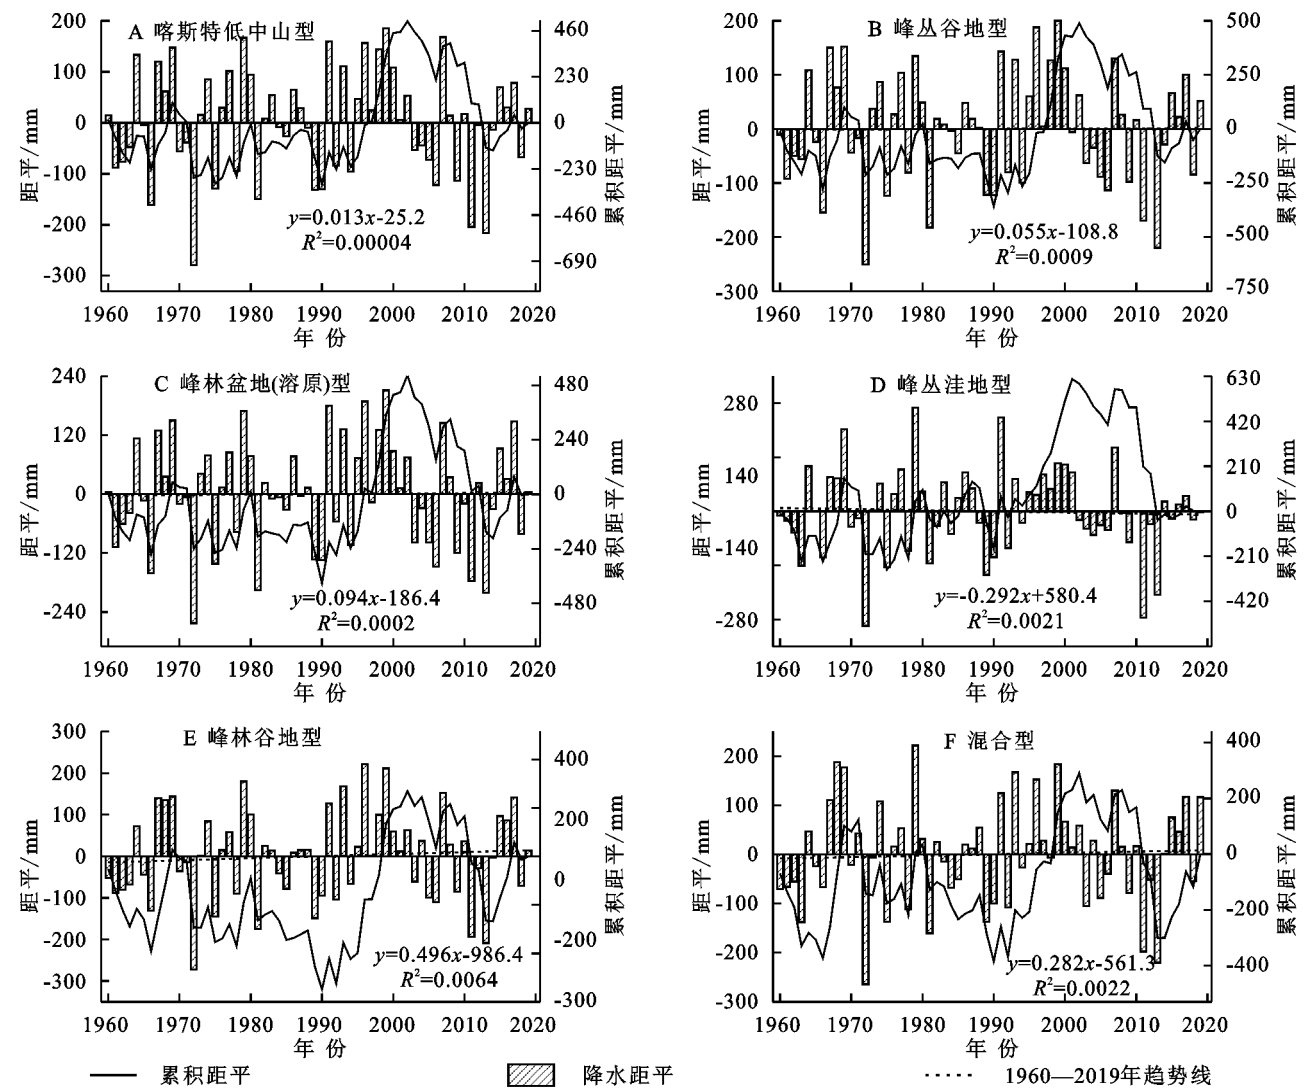 A 喀斯特低中山型
距平/mm
200
100
0
-100
-200
-300
460
230
0
-230
-460
-690
累积距平/mm
y=0.013x-25.2
R²=0.00004
1960 1970 1980 1990 2000 2010 2020
年 份
B 峰丛谷地型
距平/mm
200
100
0
-100
-200
-300
500
250
0
-250
-500
-750
累积距平/mm
y=0.055x-108.8
R²=0.0009
1960 1970 1980 1990 2000 2010 2020
年 份
C 峰林盆地(溶原)型
距平/mm
240
120
0
-120
-240
480
240
0
-240
-480
累积距平/mm
y=0.094x-186.4
R²=0.0002
1960 1970 1980 1990 2000 2010 2020
年 份
D 峰丛洼地型
距平/mm
280
140
0
-140
-280
630
420
210
0
-210
-420
累积距平/mm
y=-0.292x+580.4
R²=0.0021
1960 1970 1980 1990 2000 2010 2020
年 份
E 峰林谷地型
距平/mm
300
200
100
0
-100
-200
-300
400
200
0
-200
-300
累积距平/mm
y=0.496x-986.4
R²=0.0064
1960 1970 1980 1990 2000 2010 2020
年 份
F 混合型
距平/mm
200
100
0
-100
-200
-300
400
200
0
-200
-400
累积距平/mm
y=0.282x-561.3
R²=0.0022
1960 1970 1980 1990 2000 2010 2020
年 份
累积距平 降水距平 1960—2019年趋势线